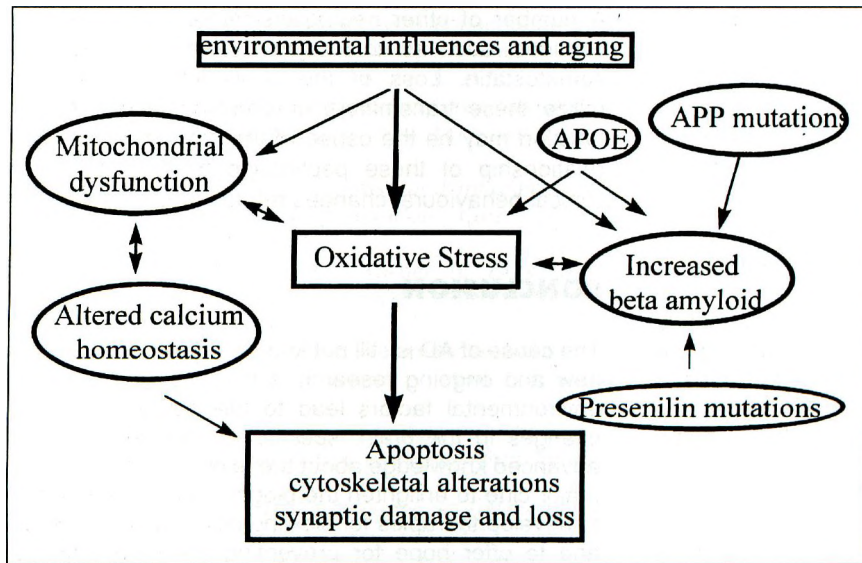 environmental influences and aging
APOE
APP mutations
Mitochondrial
dysfunction
Oxidative Stress
Increased
beta amyloid
Altered calcium
homeostasis
Presenilin mutations
Apoptosis
cytoskeletal alterations
synaptic damage and loss